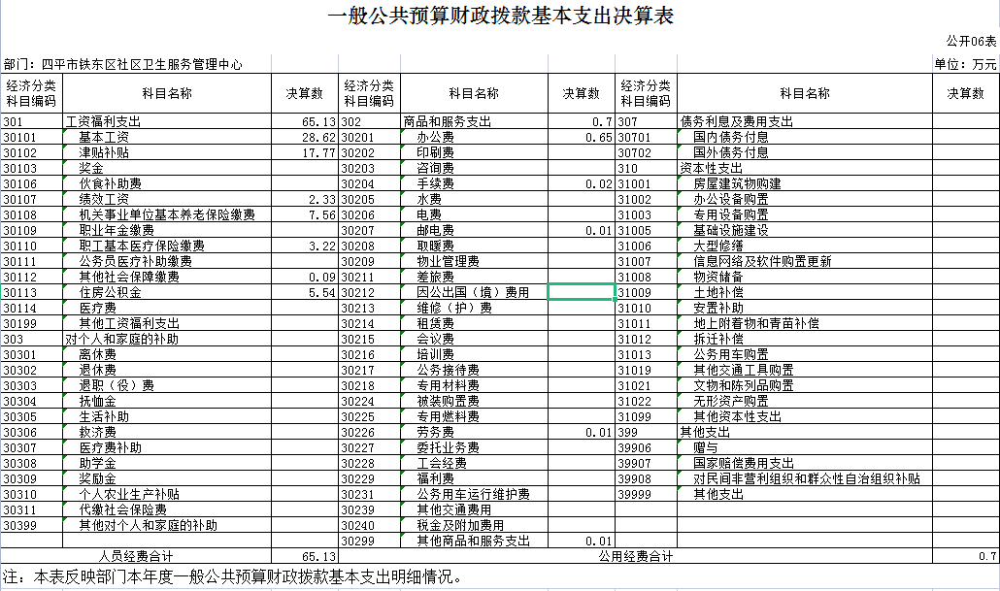 一般公共预算财政拨款基本支出决算表
公开06表
部门：四平市铁东区社区卫生服务管理中心 单位：万元
经济分类科目编码 科目名称 决算数 经济分类科目编码 科目名称 决算数 经济分类科目编码 科目名称 决算数
301 工资福利支出 65.13 302 商品和服务支出 0.7 307 债务利息及费用支出
30101 基本工资 28.62 30201 办公费 0.65 30701 国内债务付息
30102 津贴补贴 17.77 30202 印刷费 30702 国外债务付息
30103 奖金 30203 咨询费 310 资本性支出
30106 伙食补助费 30204 手续费 0.02 31001 房屋建筑物购建
30107 绩效工资 2.33 30205 水费 31002 办公设备购置
30108 机关事业单位基本养老保险缴费 7.56 30206 电费 31003 专用设备购置
30109 职业年金缴费 30207 邮电费 0.01 31005 基础设施建设
30110 职工基本医疗保险缴费 3.22 30208 取暖费 31006 大型修缮
30111 公务员医疗补助缴费 30209 物业管理费 31007 信息网络及软件购置更新
30112 其他社会保障缴费 0.09 30211 差旅费 31008 物资储备
30113 住房公积金 5.54 30212 因公出国（境）费用 31009 土地补偿
30114 医疗费 30213 维修（护）费 31010 安置补助
30199 其他工资福利支出 30214 租赁费 31011 地上附着物和青苗补偿
303 对个人和家庭的补助 30215 会议费 31012 拆迁补偿
30301 离休费 30216 培训费 31013 公务用车购置
30302 退休费 30217 公务接待费 31019 其他交通工具购置
30303 退职（役）费 30218 专用材料费 31021 文物和陈列品购置
30304 抚恤金 30224 被装购置费 31022 无形资产购置
30305 生活补助 30225 专用燃料费 31099 其他资本性支出
30306 救济费 30226 劳务费 0.01 399 其他支出
30307 医疗费补助 30227 委托业务费 39906 赠与
30308 助学金 30228 工会经费 39907 国家赔偿费用支出
30309 奖励金 30229 福利费 39908 对民间非营利组织和群众性自治组织补贴
30310 个人农业生产补贴 30231 公务用车运行维护费 39999 其他支出
30311 代缴社会保险费 30239 其他交通费用
30399 其他对个人和家庭的补助 30240 税金及附加费用
30299 其他商品和服务支出 0.01
人员经费合计 65.13 公用经费合计 0.7
注：本表反映部门本年度一般公共预算财政拨款基本支出明细情况。